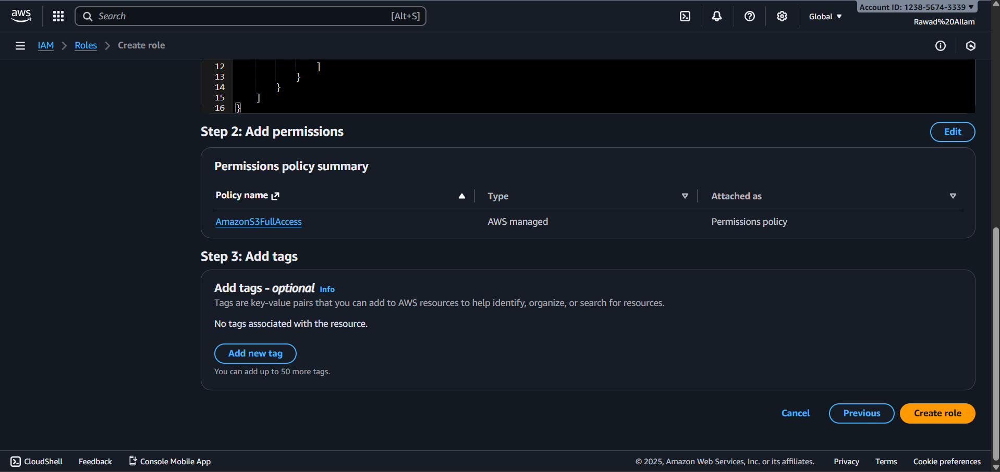 aws
Search [Alt+S]
Global
Account ID: 1238-5674-3339
Rawad%20Allam
IAM
Roles
Create role
12 ]
13 }
14 }
15 ]
16 }
Step 2: Add permissions
Edit
Permissions policy summary
Policy name
Type
Attached as
AmazonS3FullAccess
AWS managed
Permissions policy
Step 3: Add tags
Add tags - optional Info
Tags are key-value pairs that you can add to AWS resources to help identify, organize, or search for resources.
No tags associated with the resource.
Add new tag
You can add up to 50 more tags.
Cancel
Previous
Create role
CloudShell
Feedback
Console Mobile App
© 2025, Amazon Web Services, Inc. or its affiliates.
Privacy
Terms
Cookie preferences